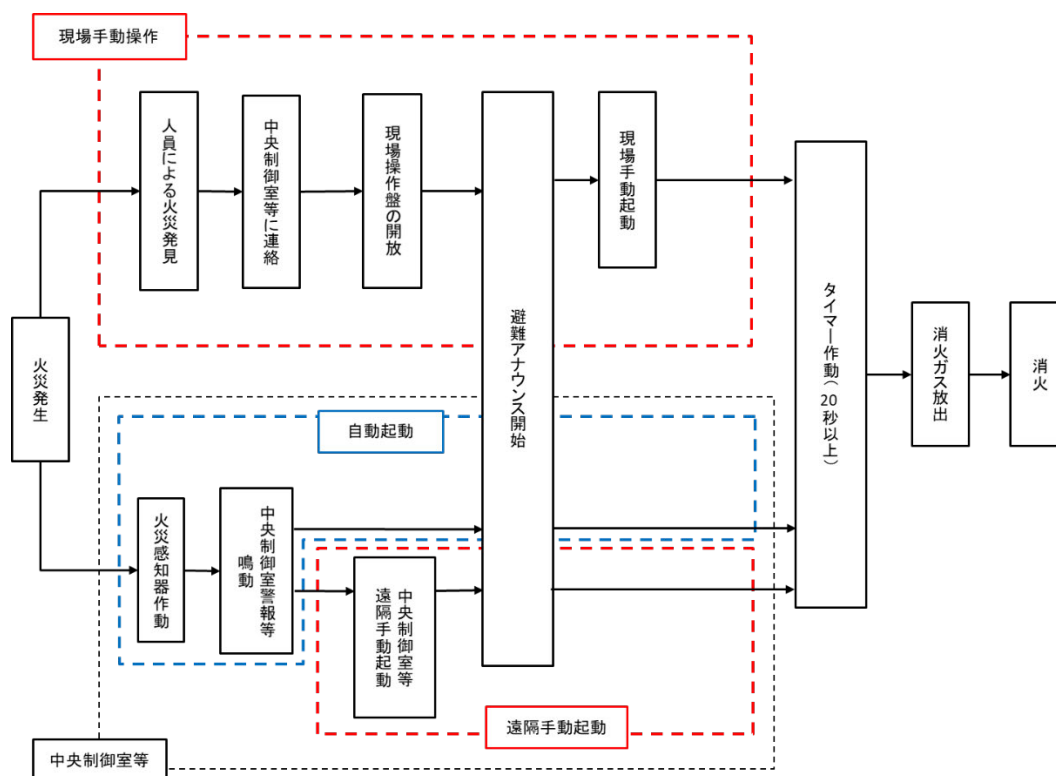 現場手動操作
人員による火災発見
中央制御室等に連絡
現場操作盤の開放
避難アナウンス開始
現場手動起動
タイマー作動(20秒以上)
消火ガス放出
消火
火災発生
自動起動
火災感知器作動
中央制御室警報等
鳴動
中央制御室等
遠隔手動起動
遠隔手動起動
中央制御室等